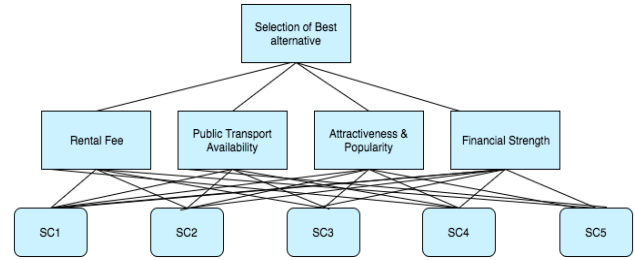 Selection of Best
alternative
Rental Fee
Public Transport
Availability
Attractiveness &
Popularity
Financial Strength
SC1
SC2
SC3
SC4
SC5